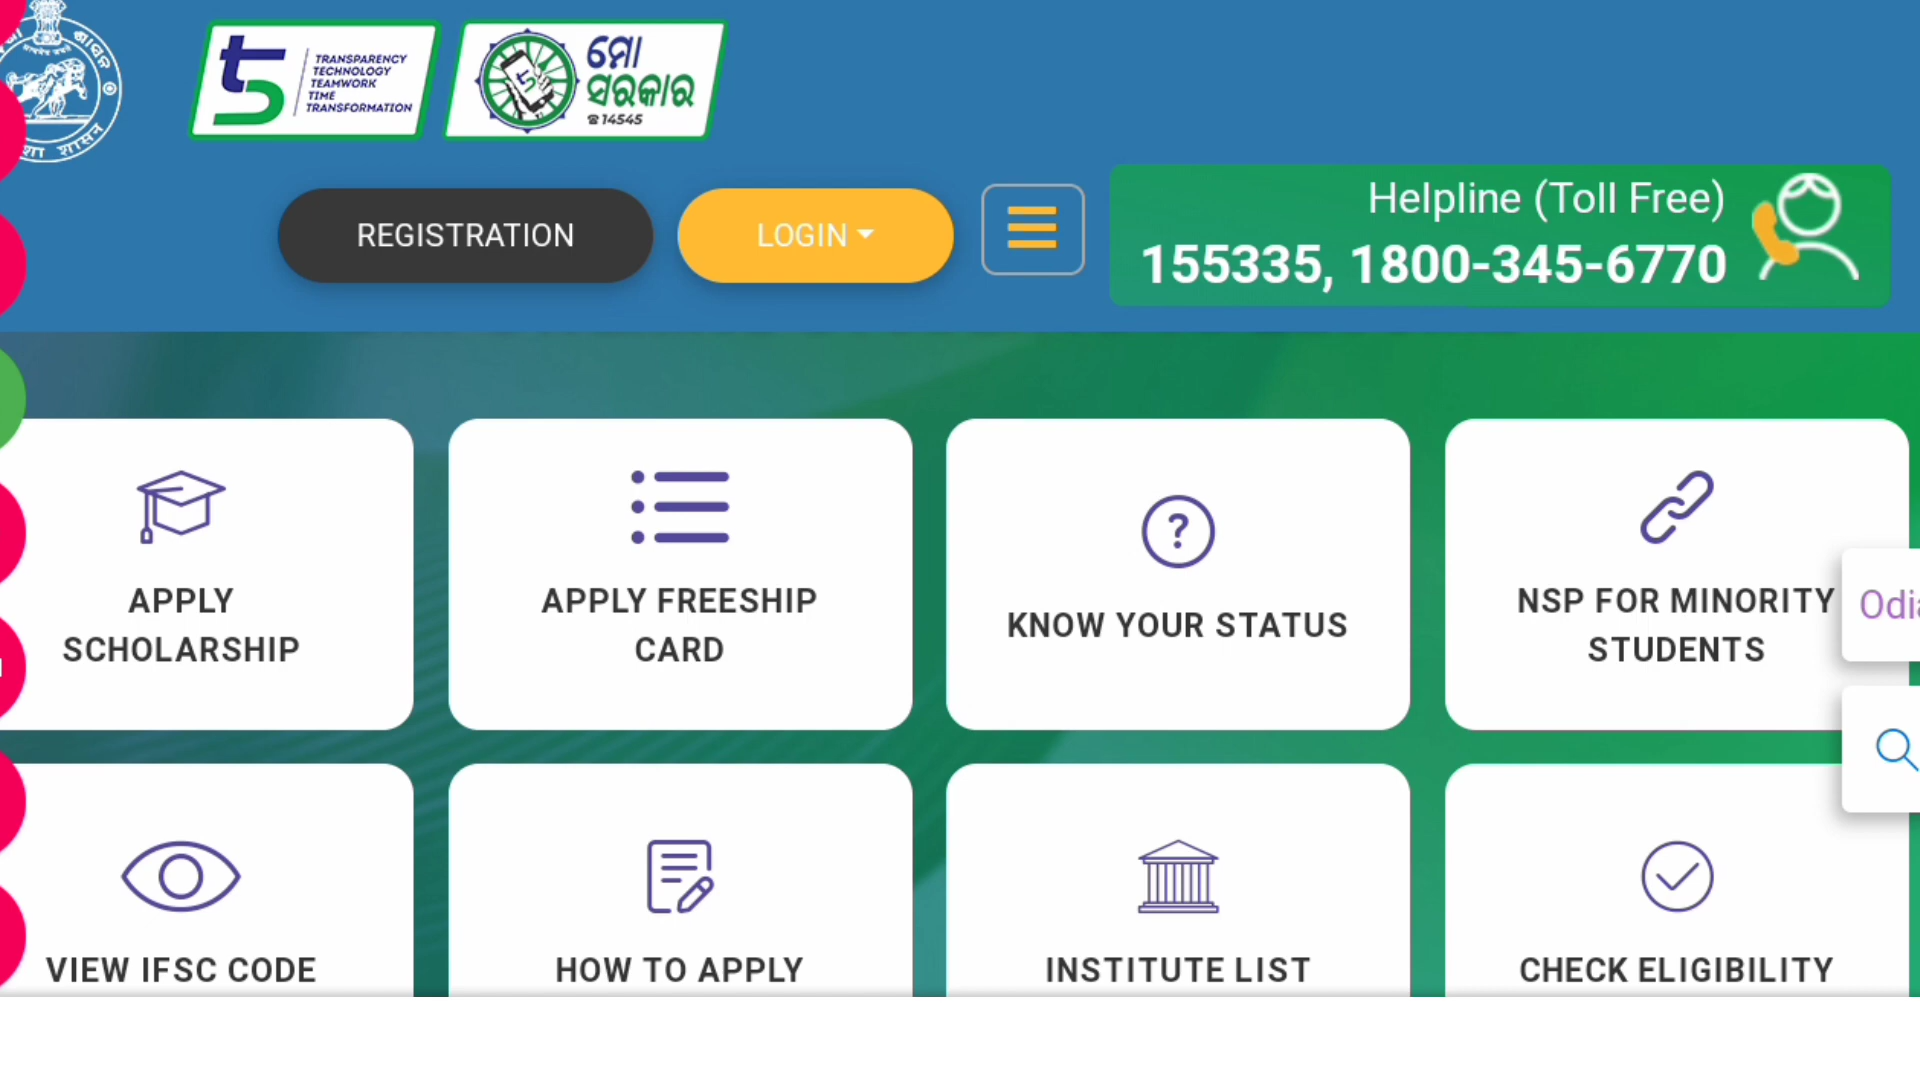 TRANSPARENCY
TECHNOLOGY
TEAMWORK
TIME
TRANSFORMATION
ମୋ
ସରକାର
☎14545
REGISTRATION
LOGIN
Helpline (Toll Free)
155335, 1800-345-6770
APPLY
SCHOLARSHIP
APPLY FREESHIP
CARD
KNOW YOUR STATUS
NSP FOR MINORITY
STUDENTS
VIEW IFSC CODE
HOW TO APPLY
INSTITUTE LIST
CHECK ELIGIBILITY